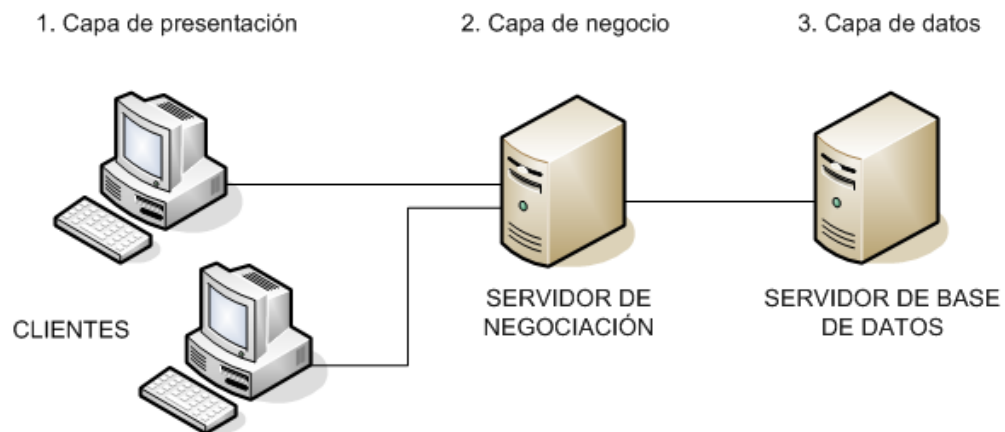 1. Capa de presentación
2. Capa de negocio
3. Capa de datos
CLIENTES
SERVIDOR DE
NEGOCIACIÓN
SERVIDOR DE BASE
DE DATOS